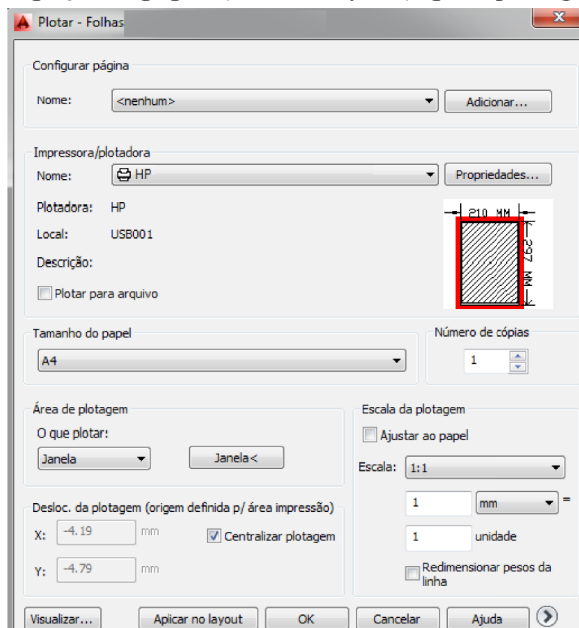 Plotar - Folhas
Configurar página
Nome: <nenhum> Adicionar...
Impressora/plotadora
Nome: HP Propriedades...
Plotadora: HP
Local: USB001
Descrição:
Plotar para arquivo
210 MM
297 MM
Tamanho do papel
A4
Número de cópias
1
Área de plotagem
O que plotar:
Janela Janela<
Escala da plotagem
Ajustar ao papel
Escala: 1:1
1 mm =
1 unidade
Redimensionar pesos da
linha
Desloc. da plotagem (origem definida p/ área impressão)
X: -4.19 mm Centralizar plotagem
Y: -4.79 mm
Visualizar... Aplicar no layout OK Cancelar Ajuda